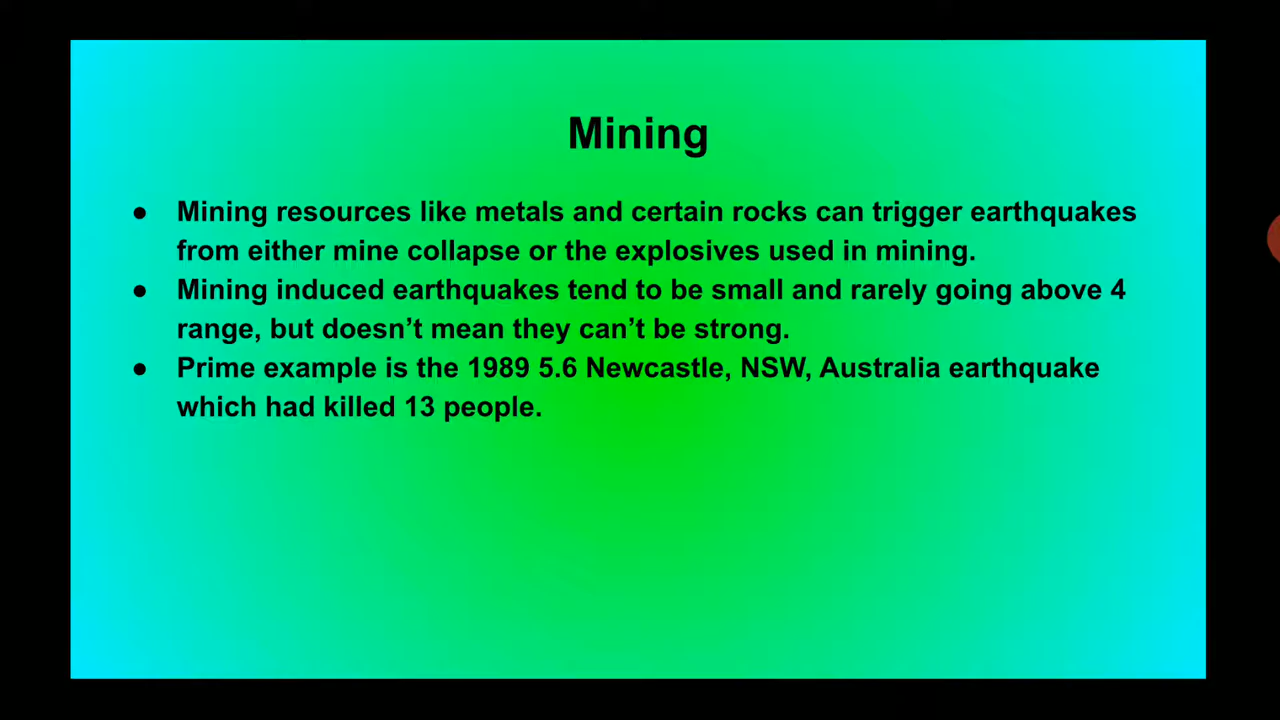 Mining
● Mining resources like metals and certain rocks can trigger earthquakes
from either mine collapse or the explosives used in mining.
● Mining induced earthquakes tend to be small and rarely going above 4
range, but doesn’t mean they can’t be strong.
● Prime example is the 1989 5.6 Newcastle, NSW, Australia earthquake
which had killed 13 people.